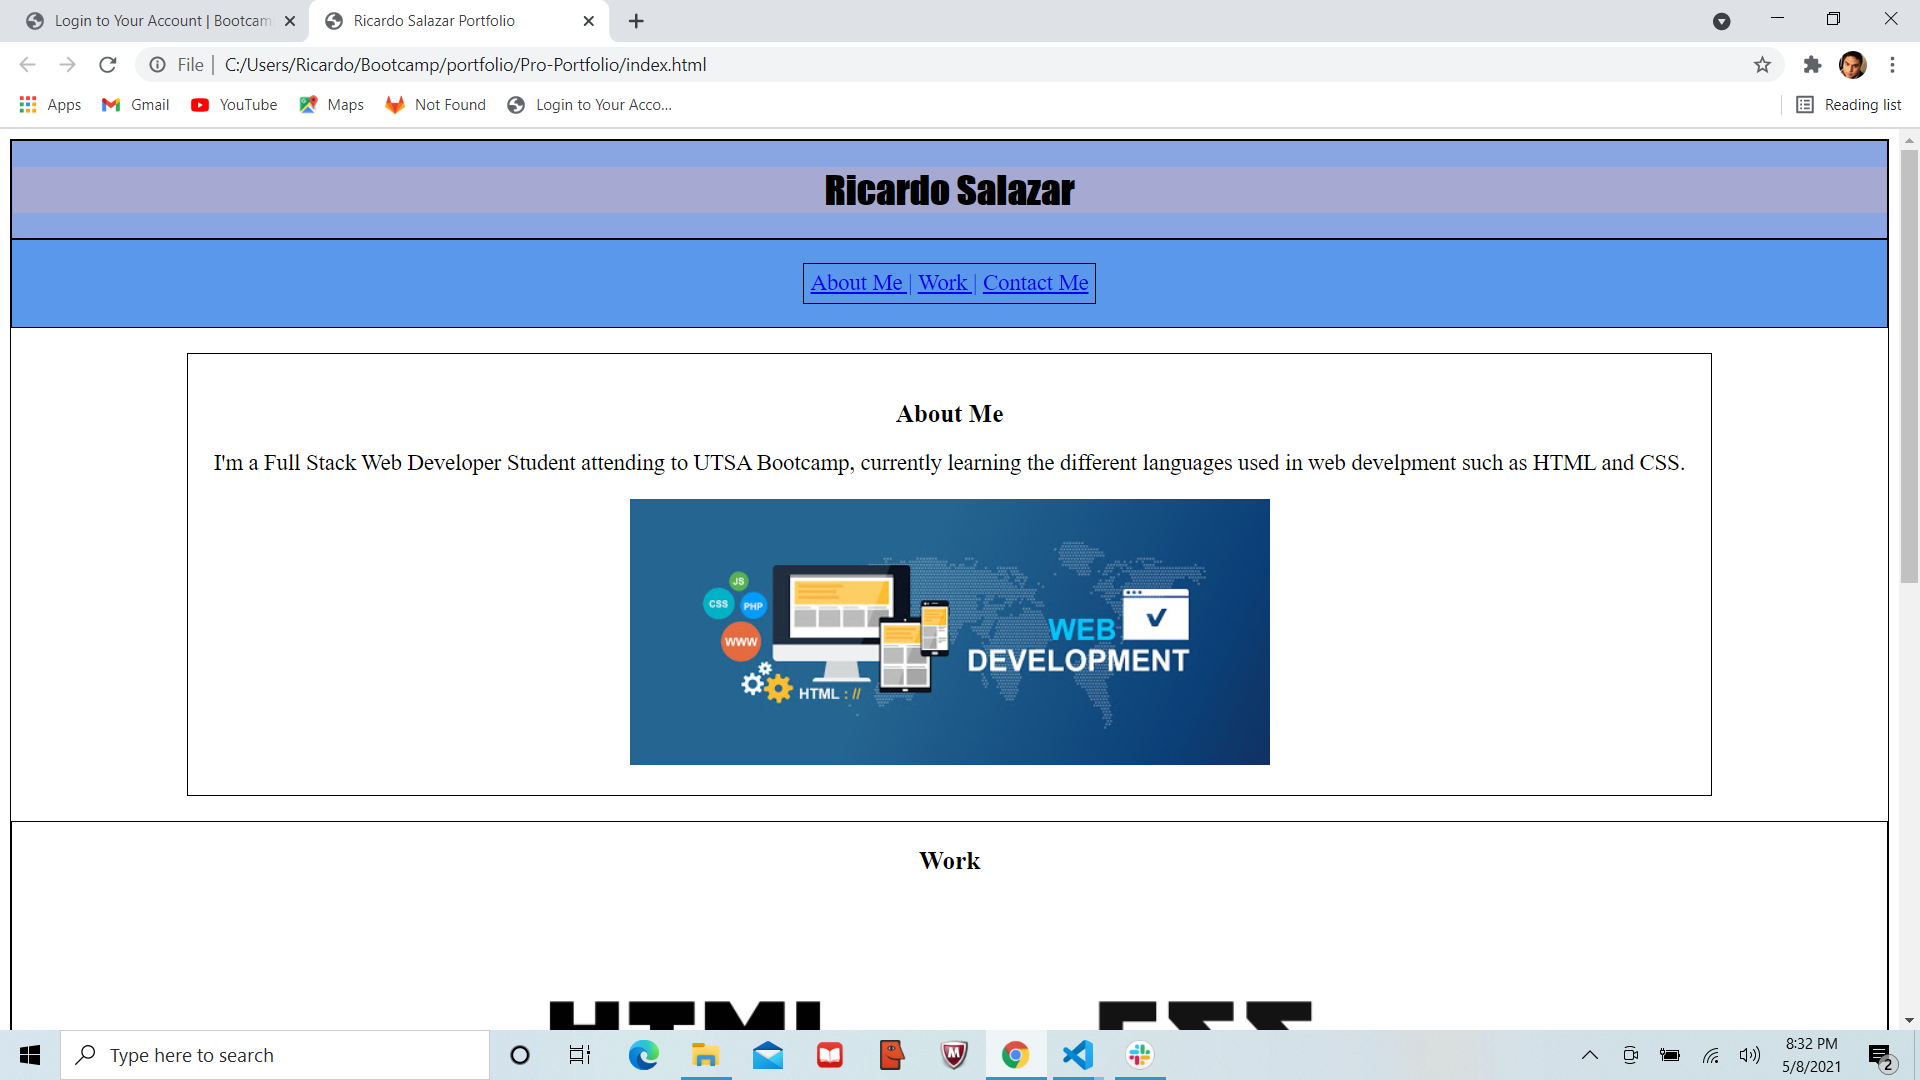 Login to Your Account | Bootcam
Ricardo Salazar Portfolio
File | C:/Users/Ricardo/Bootcamp/portfolio/Pro-Portfolio/index.html
Apps Gmail YouTube Maps Not Found Login to Your Acco... Reading list
Ricardo Salazar
About Me | Work | Contact Me
About Me
I'm a Full Stack Web Developer Student attending to UTSA Bootcamp, currently learning the different languages used in web develpment such as HTML and CSS.
JS
CSS PHP
WWW
HTML : //
WEB
DEVELOPMENT
Work
HTML CSS
Type here to search
8:32 PM
5/8/2021
2